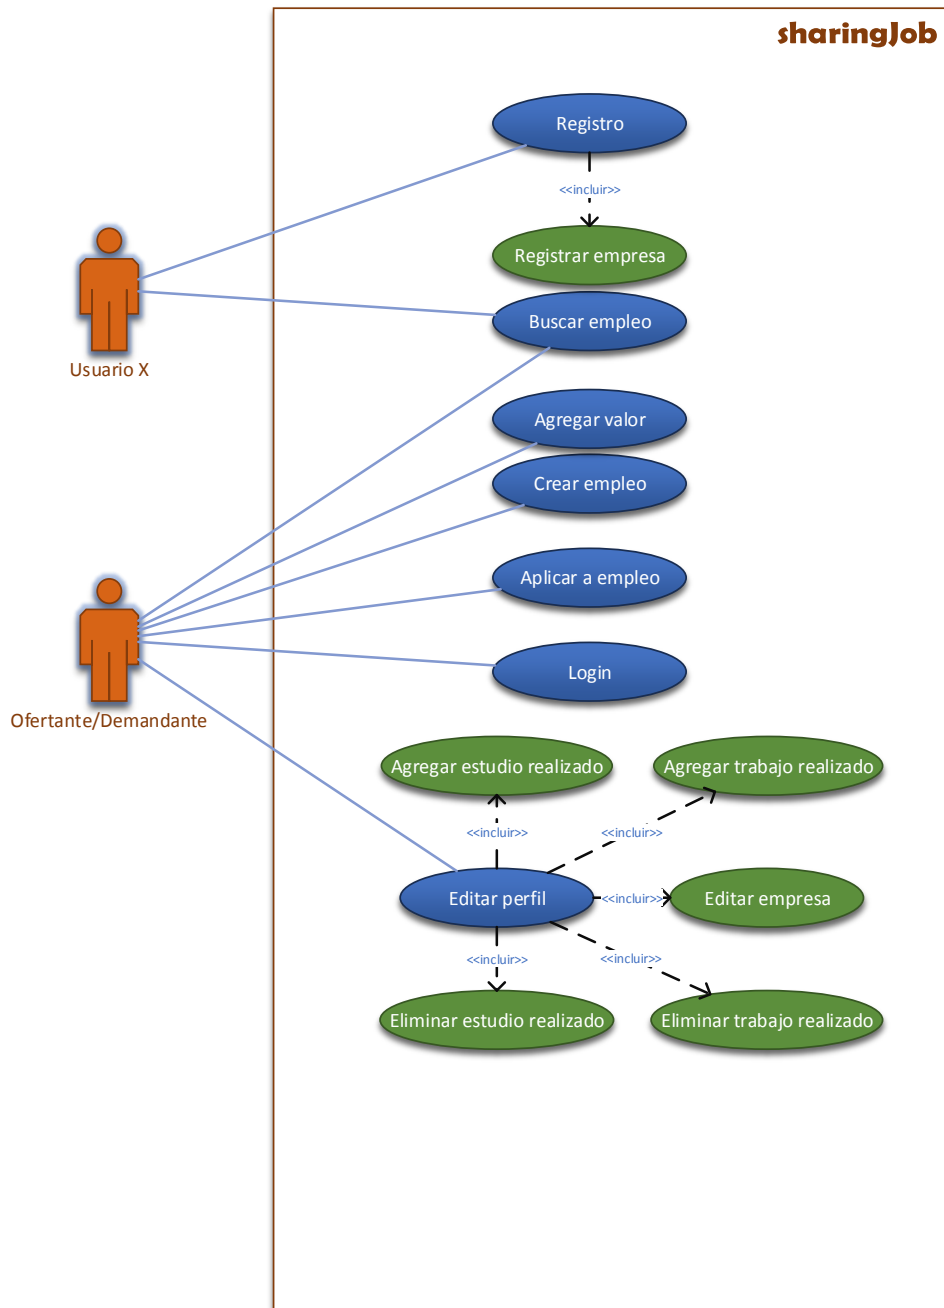 sharingJob
Registro
<<incluir>>
Registrar empresa
Buscar empleo
Usuario X
Agregar valor
Crear empleo
Aplicar a empleo
Login
Ofertante/Demandante
Agregar estudio realizado
Agregar trabajo realizado
<<incluir>>
<<incluir>>
Editar perfil
<<incluir>>
Editar empresa
<<incluir>>
<<incluir>>
Eliminar estudio realizado
Eliminar trabajo realizado